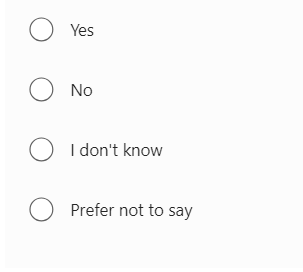 Yes
No
I don't know
Prefer not to say